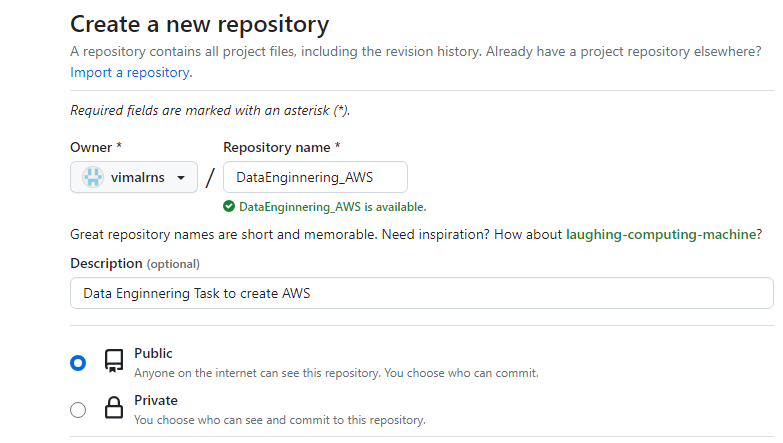 Create a new repository
A repository contains all project files, including the revision history. Already have a project repository elsewhere?
Import a repository.
Required fields are marked with an asterisk (*).
Owner * Repository name *
vimalrns / DataEnginnering_AWS
DataEnginnering_AWS is available.
Great repository names are short and memorable. Need inspiration? How about laughing-computing-machine?
Description (optional)
Data Enginnering Task to create AWS
Public
Anyone on the internet can see this repository. You choose who can commit.
Private
You choose who can see and commit to this repository.